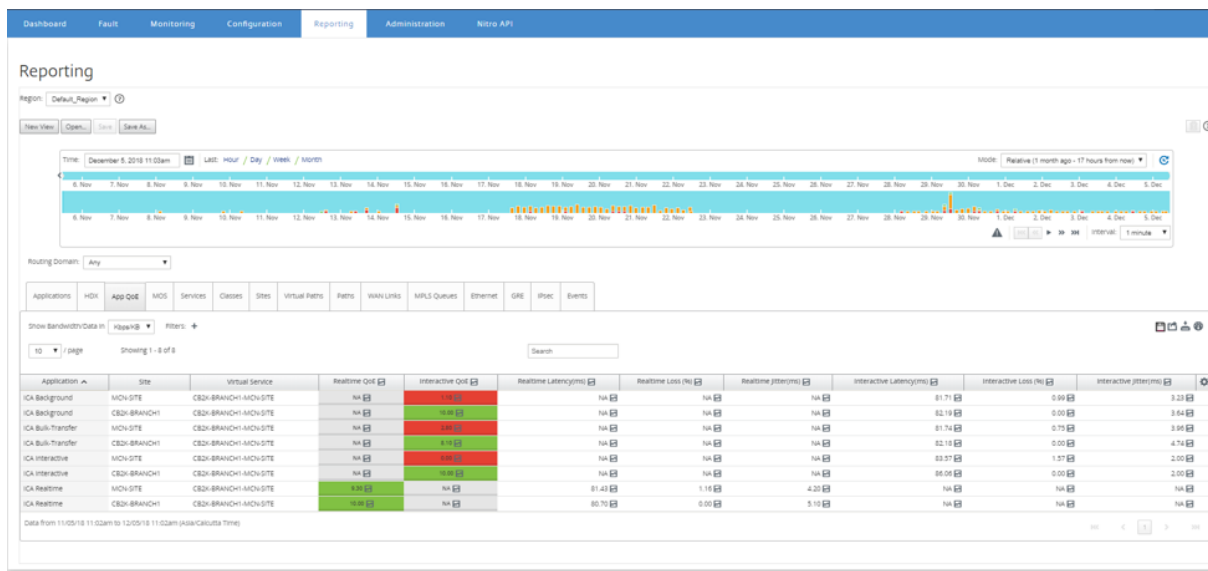 Dashboard Fault Monitoring Configuration Reporting Administration Nitro API
Reporting
Region: Default_Region
New View Open... Save Save As...
Time: December 5, 2018 11:03am Last: Hour / Day / Week / Month Mode: Relative (1 month ago - 17 hours from now)
6. Nov 7. Nov 8. Nov 9. Nov 10. Nov 11. Nov 12. Nov 13. Nov 14. Nov 15. Nov 16. Nov 17. Nov 18. Nov 19. Nov 20. Nov 21. Nov 22. Nov 23. Nov 24. Nov 25. Nov 26. Nov 27. Nov 28. Nov 29. Nov 30. Nov 1. Dec 2. Dec 3. Dec 4. Dec 5. Dec
6. Nov 7. Nov 8. Nov 9. Nov 10. Nov 11. Nov 12. Nov 13. Nov 14. Nov 15. Nov 16. Nov 17. Nov 18. Nov 19. Nov 20. Nov 21. Nov 22. Nov 23. Nov 24. Nov 25. Nov 26. Nov 27. Nov 28. Nov 29. Nov 30. Nov 1. Dec 2. Dec 3. Dec 4. Dec 5. Dec
Interval: 1 minute
Routing Domain: Any
Applications HDX App QoE MOS Services Classes Sites Virtual Paths Paths WAN Links MPLS Queues Ethernet GRE IPsec Events
Show Bandwidth/Data in Kbps/KB Filters: +
10 / page Showing 1 - 8 of 8 Search
Application Site Virtual Service Realtime QoE Interactive QoE Realtime Latency(ms) Realtime Loss (%) Realtime Jitter(ms) Interactive Latency(ms) Interactive Loss (%) Interactive Jitter(ms)
ICA Background MCN-SITE CB2K-BRANCH1-MCN-SITE NA NA NA NA 81.71 0.99 3.23
ICA Background CB2K-BRANCH1 CB2K-BRANCH1-MCN-SITE NA 10.00 NA NA NA 82.19 0.00 3.64
ICA Bulk-Transfer MCN-SITE CB2K-BRANCH1-MCN-SITE NA NA NA NA 81.74 0.75 3.96
ICA Bulk-Transfer CB2K-BRANCH1 CB2K-BRANCH1-MCN-SITE NA NA NA NA 82.18 0.00 4.74
ICA Interactive MCN-SITE CB2K-BRANCH1-MCN-SITE NA NA NA NA 83.57 1.57 2.00
ICA Interactive CB2K-BRANCH1 CB2K-BRANCH1-MCN-SITE NA 10.00 NA NA NA 86.06 0.00 2.00
ICA Realtime MCN-SITE CB2K-BRANCH1-MCN-SITE NA 81.43 1.16 4.20 NA NA NA
ICA Realtime CB2K-BRANCH1 CB2K-BRANCH1-MCN-SITE 10.00 NA 80.70 0.00 5.10 NA NA NA
Data from 11/05/18 11:02am to 12/05/18 11:02am (Asia/Calcutta Time) 1